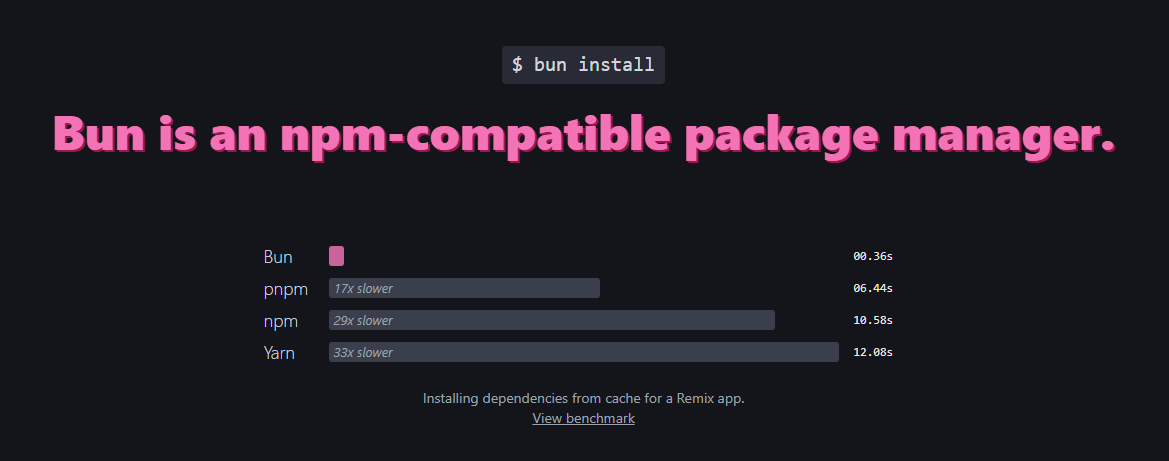 $ bun install
Bun is an npm-compatible package manager.
Bun 00.36s
pnpm 17x slower 06.44s
npm 29x slower 10.58s
Yarn 33x slower 12.08s
Installing dependencies from cache for a Remix app.
View benchmark